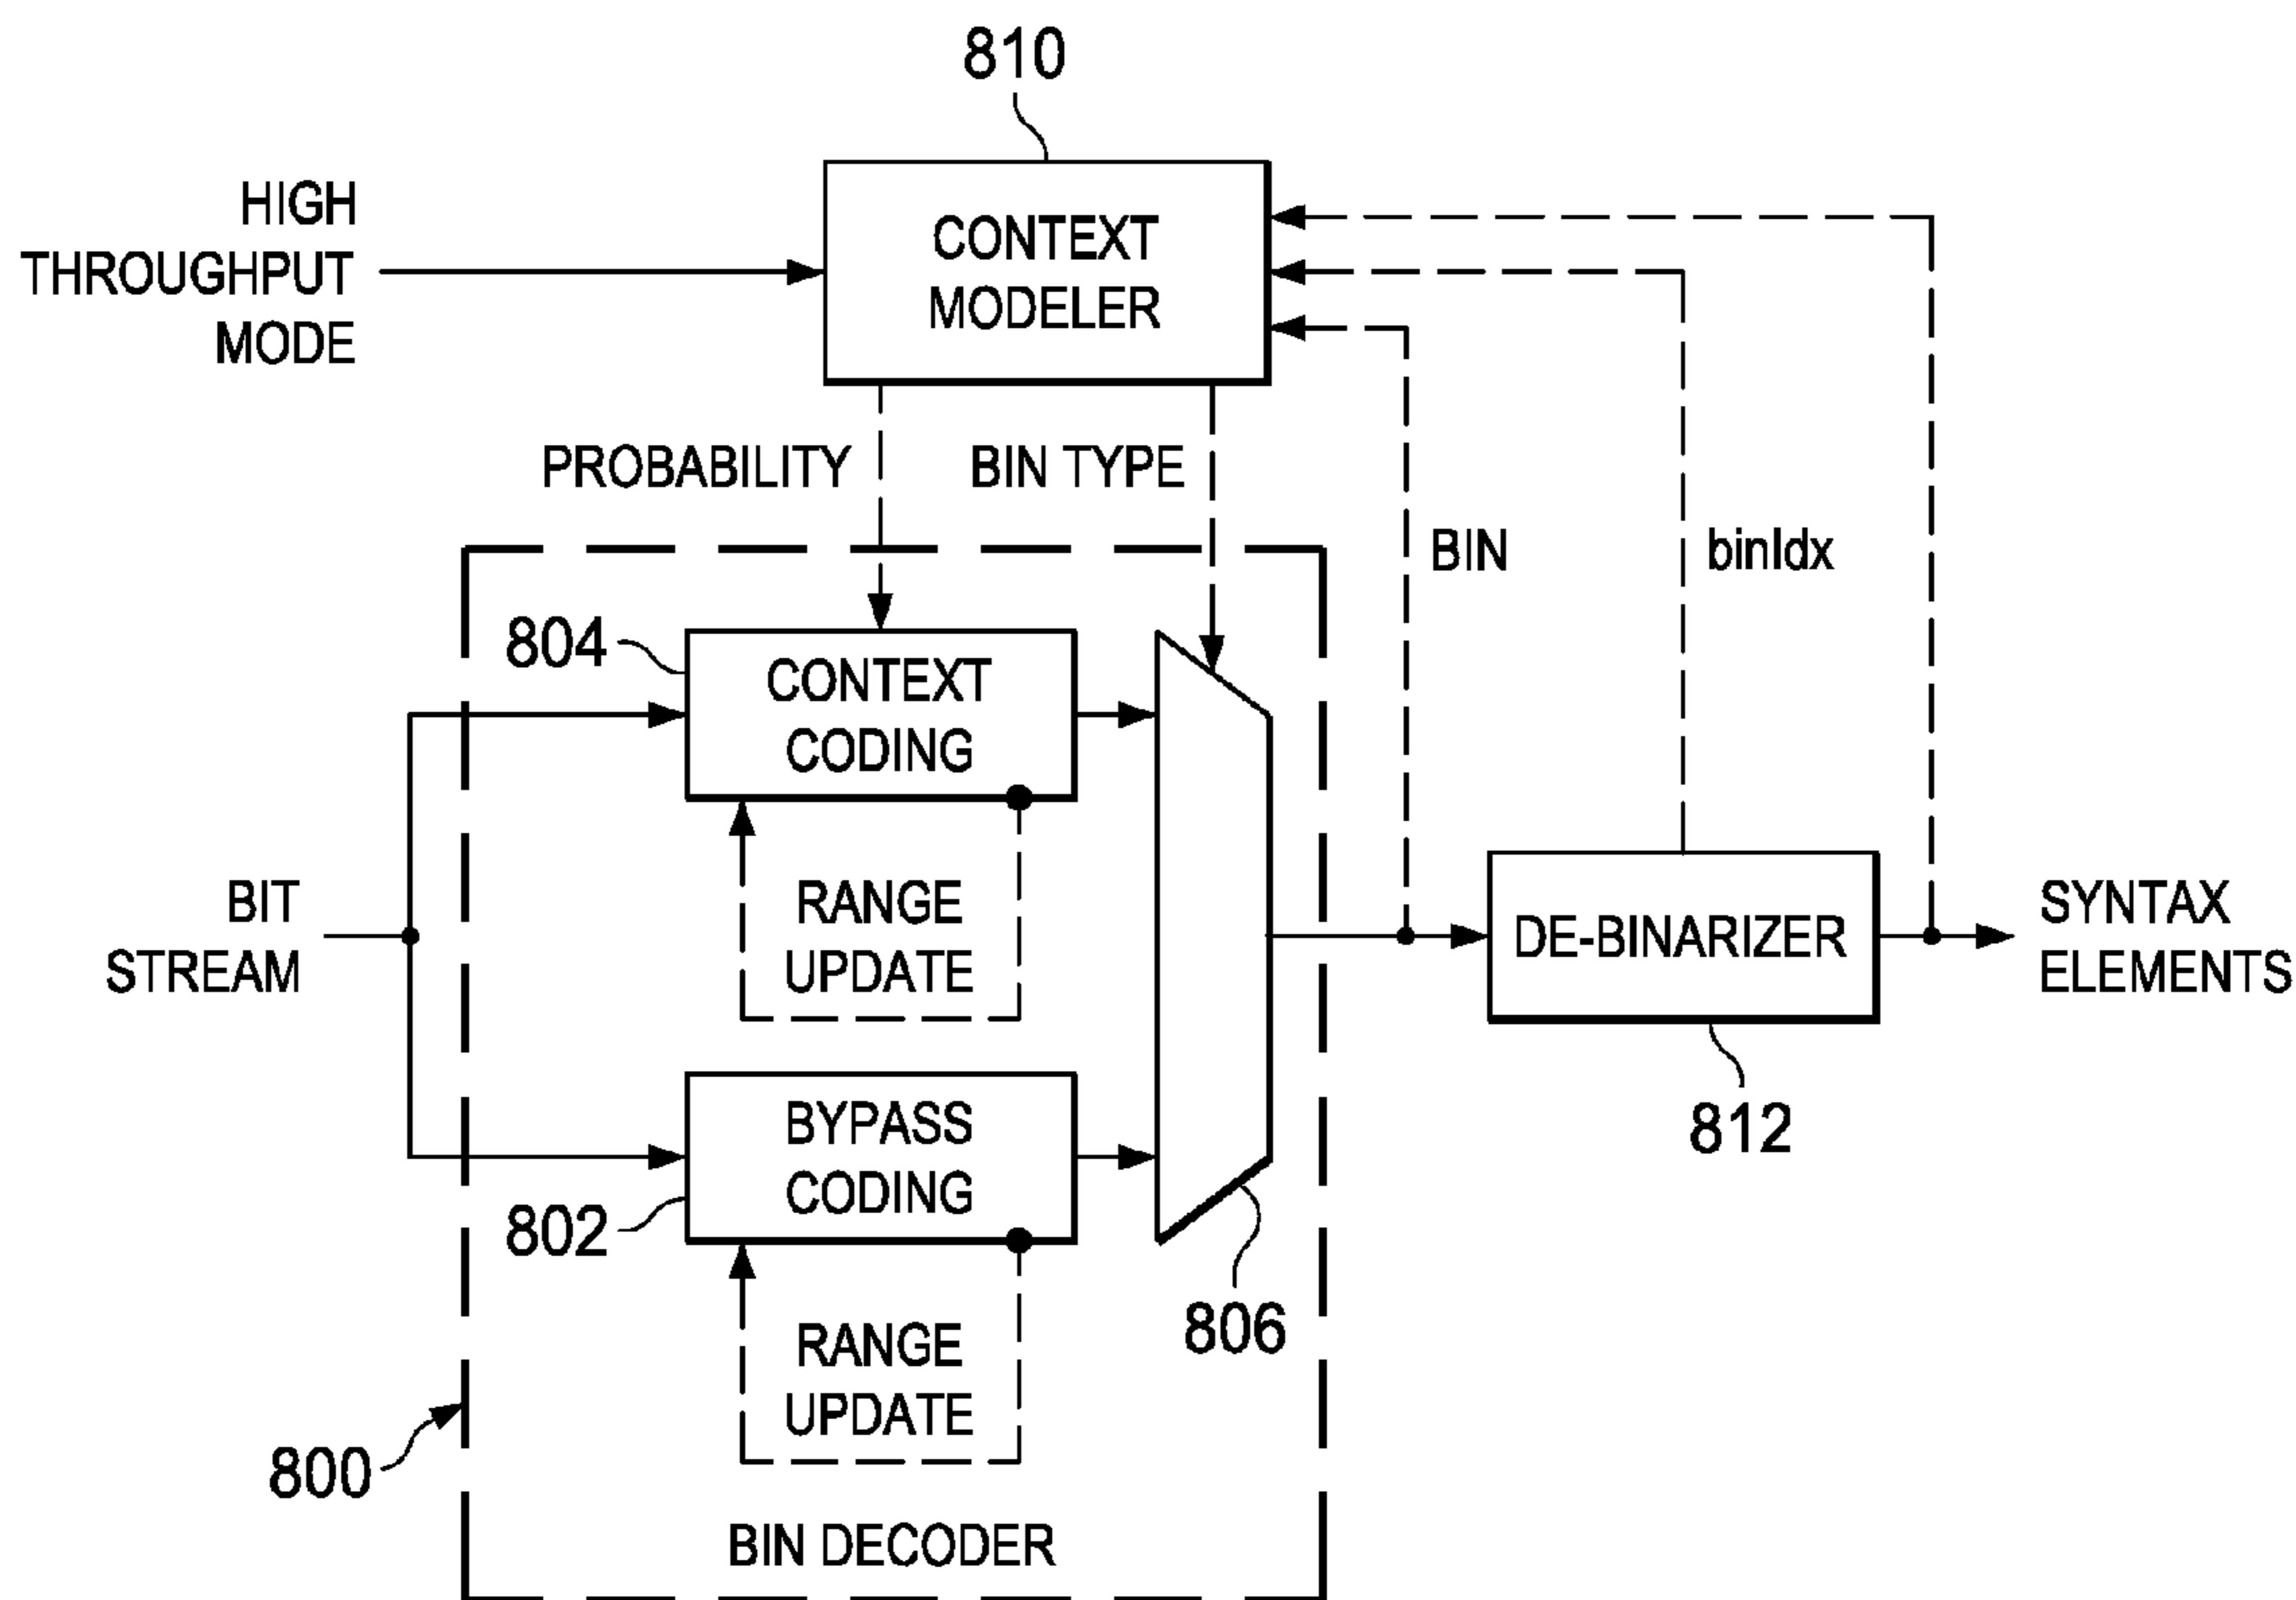 810
HIGH
THROUGHPUT
MODE
CONTEXT
MODELER
PROBABILITY
BIN TYPE
BIN
binIdx
804
CONTEXT
CODING
RANGE
UPDATE
BIT
STREAM
DE-BINARIZER
SYNTAX
ELEMENTS
812
BYPASS
CODING
802
806
RANGE
UPDATE
800
BIN DECODER